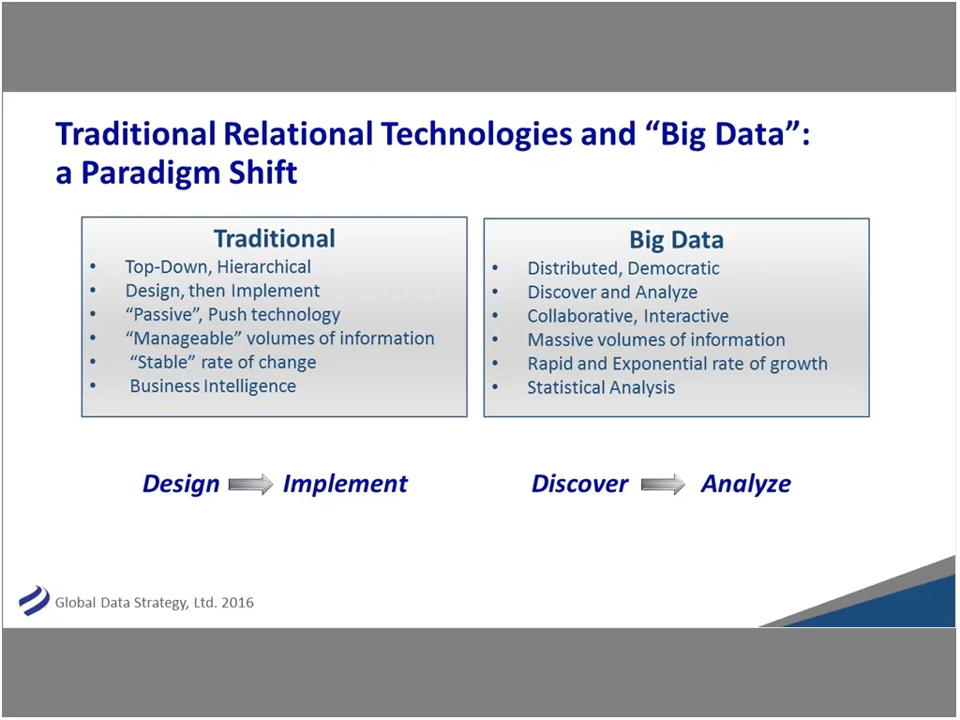 Traditional Relational Technologies and “Big Data”:
a Paradigm Shift
Traditional
• Top-Down, Hierarchical
• Design, then Implement
• “Passive”, Push technology
• “Manageable” volumes of information
• “Stable” rate of change
• Business Intelligence
Big Data
• Distributed, Democratic
• Discover and Analyze
• Collaborative, Interactive
• Massive volumes of information
• Rapid and Exponential rate of growth
• Statistical Analysis
Design Implement
Discover Analyze
Global Data Strategy, Ltd. 2016